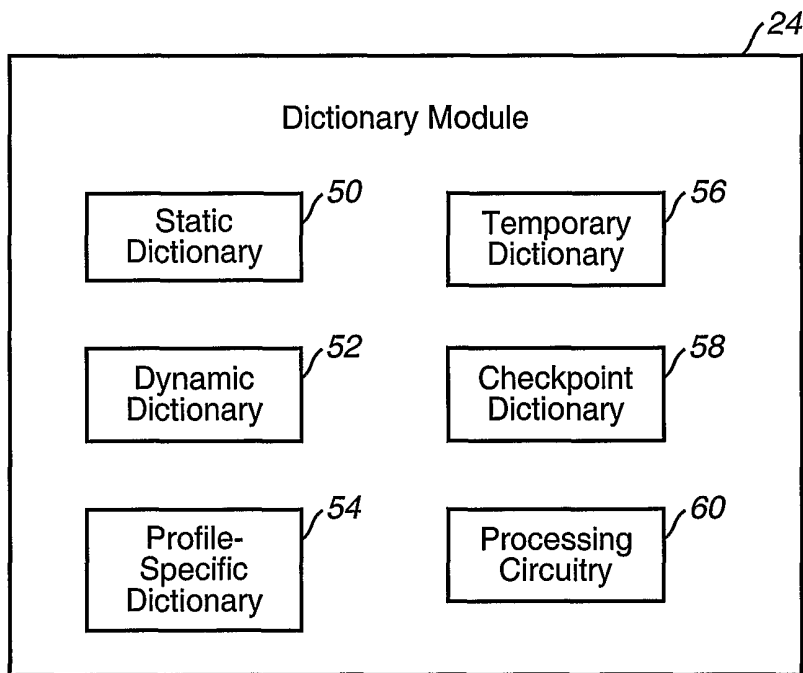 24
Dictionary Module
50
Static
Dictionary
56
Temporary
Dictionary
52
Dynamic
Dictionary
58
Checkpoint
Dictionary
54
Profile-
Specific
Dictionary
60
Processing
Circuitry